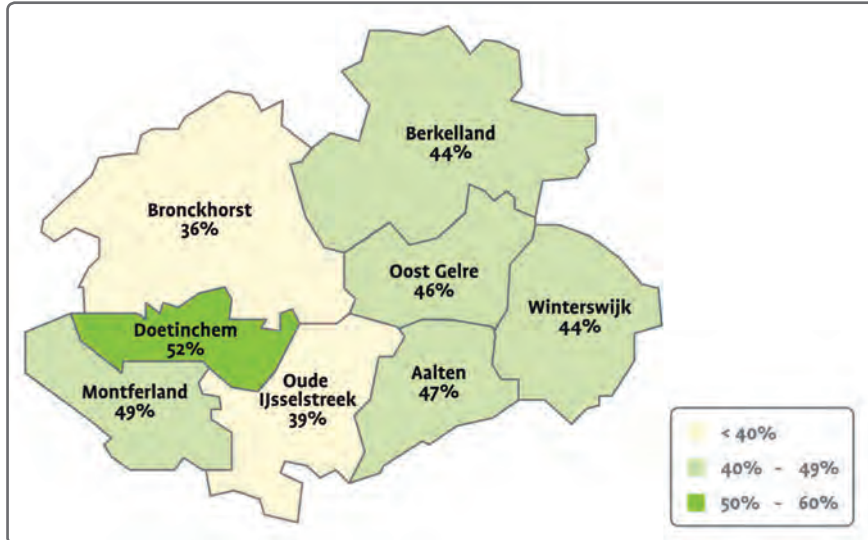 Berkelland
44%
Bronckhorst
36%
Oost Gelre
46%
Winterswijk
44%
Doetinchem
52%
Oude
IJsselstreek
39%
Aalten
47%
Montferland
49%
< 40%
40% - 49%
50% - 60%